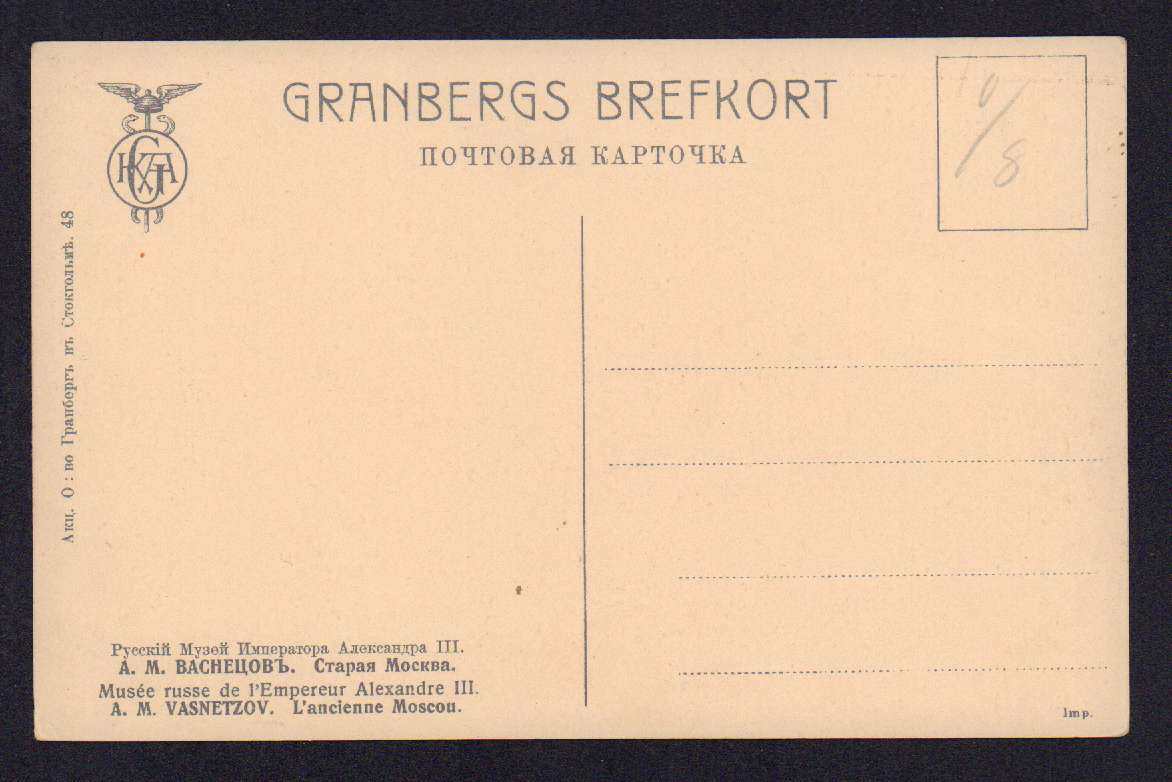 GRANBERGS BREFKORT
ПОЧТОВАЯ КАРТОЧКА
Акц. О : во Гранбергъ въ Стокгольмѣ. 48
Русскій Музей Императора Александра III.
А. М. ВАСНЕЦОВЪ. Старая Москва.
Musée russe de l'Empereur Alexandre III.
A. M. VASNETZOV. L'ancienne Moscou.
Imp.